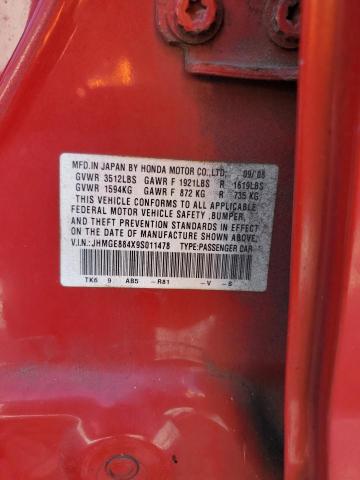 MFD.IN JAPAN BY HONDA MOTOR CO.,LTD. 09/08
GVWR 3512LBS GAWR F 1921LBS R 1619LBS
GVWR 1594KG GAWR F 872 KG R 735 KG
THIS VEHICLE CONFORMS TO ALL APPLICABLE
FEDERAL MOTOR VEHICLE SAFETY ,BUMPER,
AND THEFT PREVENTION STANDARDS IN EFFECT
ON THE DATE OF MANUFACTURE SHOWN ABOVE.
V.I.N.:JHMGE884X9S011478 TYPE:PASSENGER CAR
TK6 9 AB5 -R81 -V -S